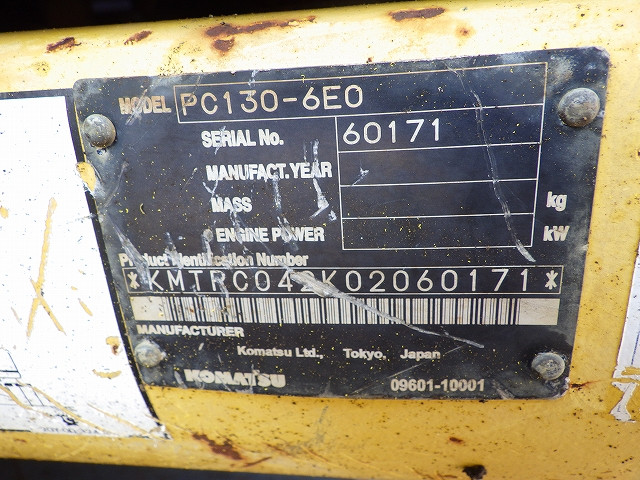 MODEL PC130-6E0
SERIAL No. 60171
MANUFACT.YEAR
MASS kg
ENGINE POWER kW
Product Identification Number
MANUFACTURER
Komatsu Ltd., Tokyo, Japan
KOMATSU 09601-10001